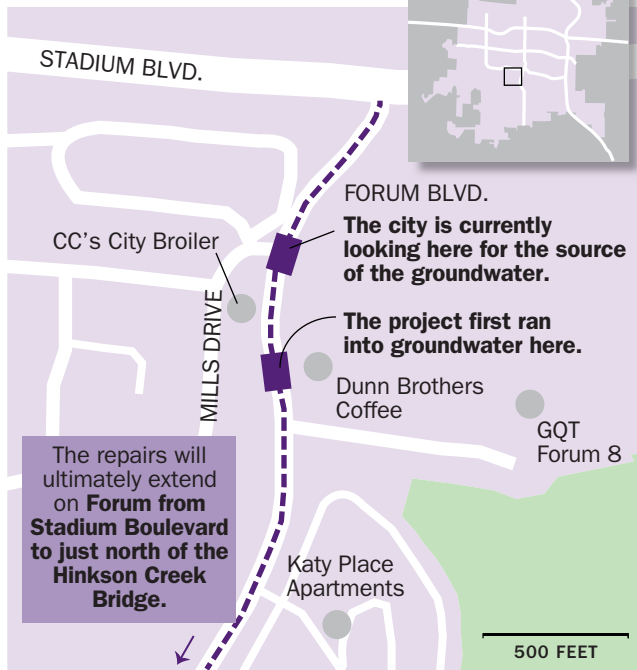 STADIUM BLVD.
FORUM BLVD.
The city is currently
looking here for the source
of the groundwater.
CC's City Broiler
MILLS DRIVE
The project first ran
into groundwater here.
Dunn Brothers
Coffee
GQT
Forum 8
The repairs will
ultimately extend
on Forum from
Stadium Boulevard
to just north of the
Hinkson Creek
Bridge.
Katy Place
Apartments
500 FEET